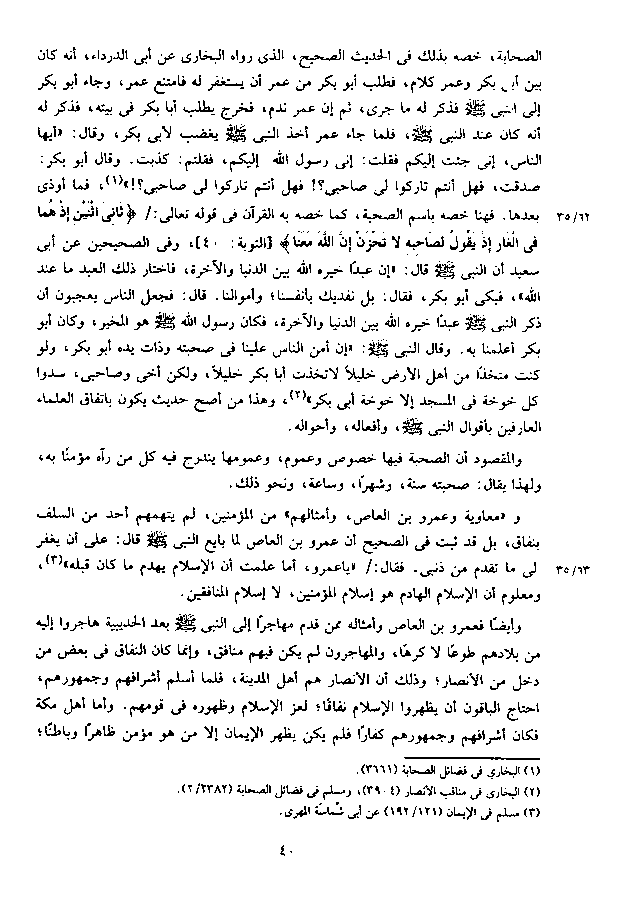 الصحابة، خصه بذلك فى الحديث الصحيح، الذى رواه البخارى عن أبى الدرداء، أنه كان
بين أبى بكر وعمر كلام، فطلب أبو بكر من عمر أن يستغفر له فامتنع عمر، وجاء أبو بكر
إلى النبى ﷺ فذكر له ما جرى، ثم إن عمر ندم، فخرج يطلب أبا بكر فى بيته، فذكر له
أنه كان عند النبى ﷺ، فلما جاء عمر أخذ النبى ﷺ يغضب لأبى بكر، وقال: «أيها
الناس، إنى جئت إليكم فقلت: إنى رسول الله إليكم، فقلتم: كذبت. وقال أبو بكر:
صدقت، فهل أنتم تاركوا لى صاحبى؟! فهل أنتم تاركوا لى صاحبى؟!»(١)، فما أوذى
٣٥/٦٢ بعدها. فهنا خصه باسم الصحبة، كما خصه به القرآن فى قوله تعالى:/ ﴿ثَانِيَ اثْنَيْنِ إِذْ هُمَا
فِى الْغَارِ إِذْ يَقُولُ لِصَاحِبِهِ لا تَحْزَنْ إِنَّ اللَّهَ مَعَنَا﴾ [التوبة: ٤٠]، وفى الصحيحين عن أبى
سعيد أن النبى ﷺ قال: «إن عبدًا خيره الله بين الدنيا والآخرة، فاختار ذلك العبد ما عند
الله»، فبكى أبو بكر، فقال: بل نفديك بأنفسنا؛ وأموالنا. قال: فجعل الناس يعجبون أن
ذكر النبى ﷺ عبدًا خيره الله بين الدنيا والآخرة، فكان رسول الله ﷺ هو المخير، وكان أبو
بكر أعلمنا به. وقال النبى ﷺ: «إن أمن الناس علينا فى صحبته وذات يده أبو بكر، ولو
كنت متخذًا من أهل الأرض خليلاً لاتخذت أبا بكر خليلاً، ولكن أخى وصاحبى، سدوا
كل خوخة فى المسجد إلا خوخة أبى بكر»(٢)، وهذا من أصح حديث يكون باتفاق العلماء
العارفين بأقوال النبى ﷺ، وأفعاله، وأحواله.
والمقصود أن الصحبة فيها خصوص وعموم، وعمومها يندرج فيه كل من رآه مؤمنًا به،
ولهذا يقال: صحبته سنة، وشهرًا، وساعة، ونحو ذلك.
و «معاوية وعمرو بن العاص، وأمثالهم» من المؤمنين، لم يتهمهم أحد من السلف
بنفاق، بل قد ثبت فى الصحيح أن عمرو بن العاص لما بايع النبى ﷺ قال: على أن يغفر
٣٥/٦٣ لى ما تقدم من ذنبى. فقال:/ «ياعمرو، أما علمت أن الإسلام يهدم ما كان قبله»(٣)،
ومعلوم أن الإسلام الهادم هو إسلام المؤمنين، لا إسلام المنافقين.
وأيضًا فعمرو بن العاص وأمثاله ممن قدم مهاجرًا إلى النبى ﷺ بعد الحديبية هاجروا إليه
من بلادهم طوعًا لا كرهًا، والمهاجرون لم يكن فيهم منافق، وإنما كان النفاق فى بعض من
دخل من الأنصار؛ وذلك أن الأنصار هم أهل المدينة، فلما أسلم أشرافهم وجمهورهم،
احتاج الباقون أن يظهروا الإسلام نفاقًا؛ لعز الإسلام وظهوره فى قومهم. وأما أهل مكة
فكان أشرافهم وجمهورهم كفارًا فلم يكن يظهر الإيمان إلا من هو مؤمن ظاهرًا وباطنًا؛
(١) البخارى فى فضائل الصحابة (٣٦٦١).
(٢) البخارى فى مناقب الأنصار (٣٩٠٤)، ومسلم فى فضائل الصحابة (٢/٢٣٨٢).
(٣) مسلم فى الإيمان (١٩٢/١٢١) عن أبى شُماسَة المهرى.
٤٠